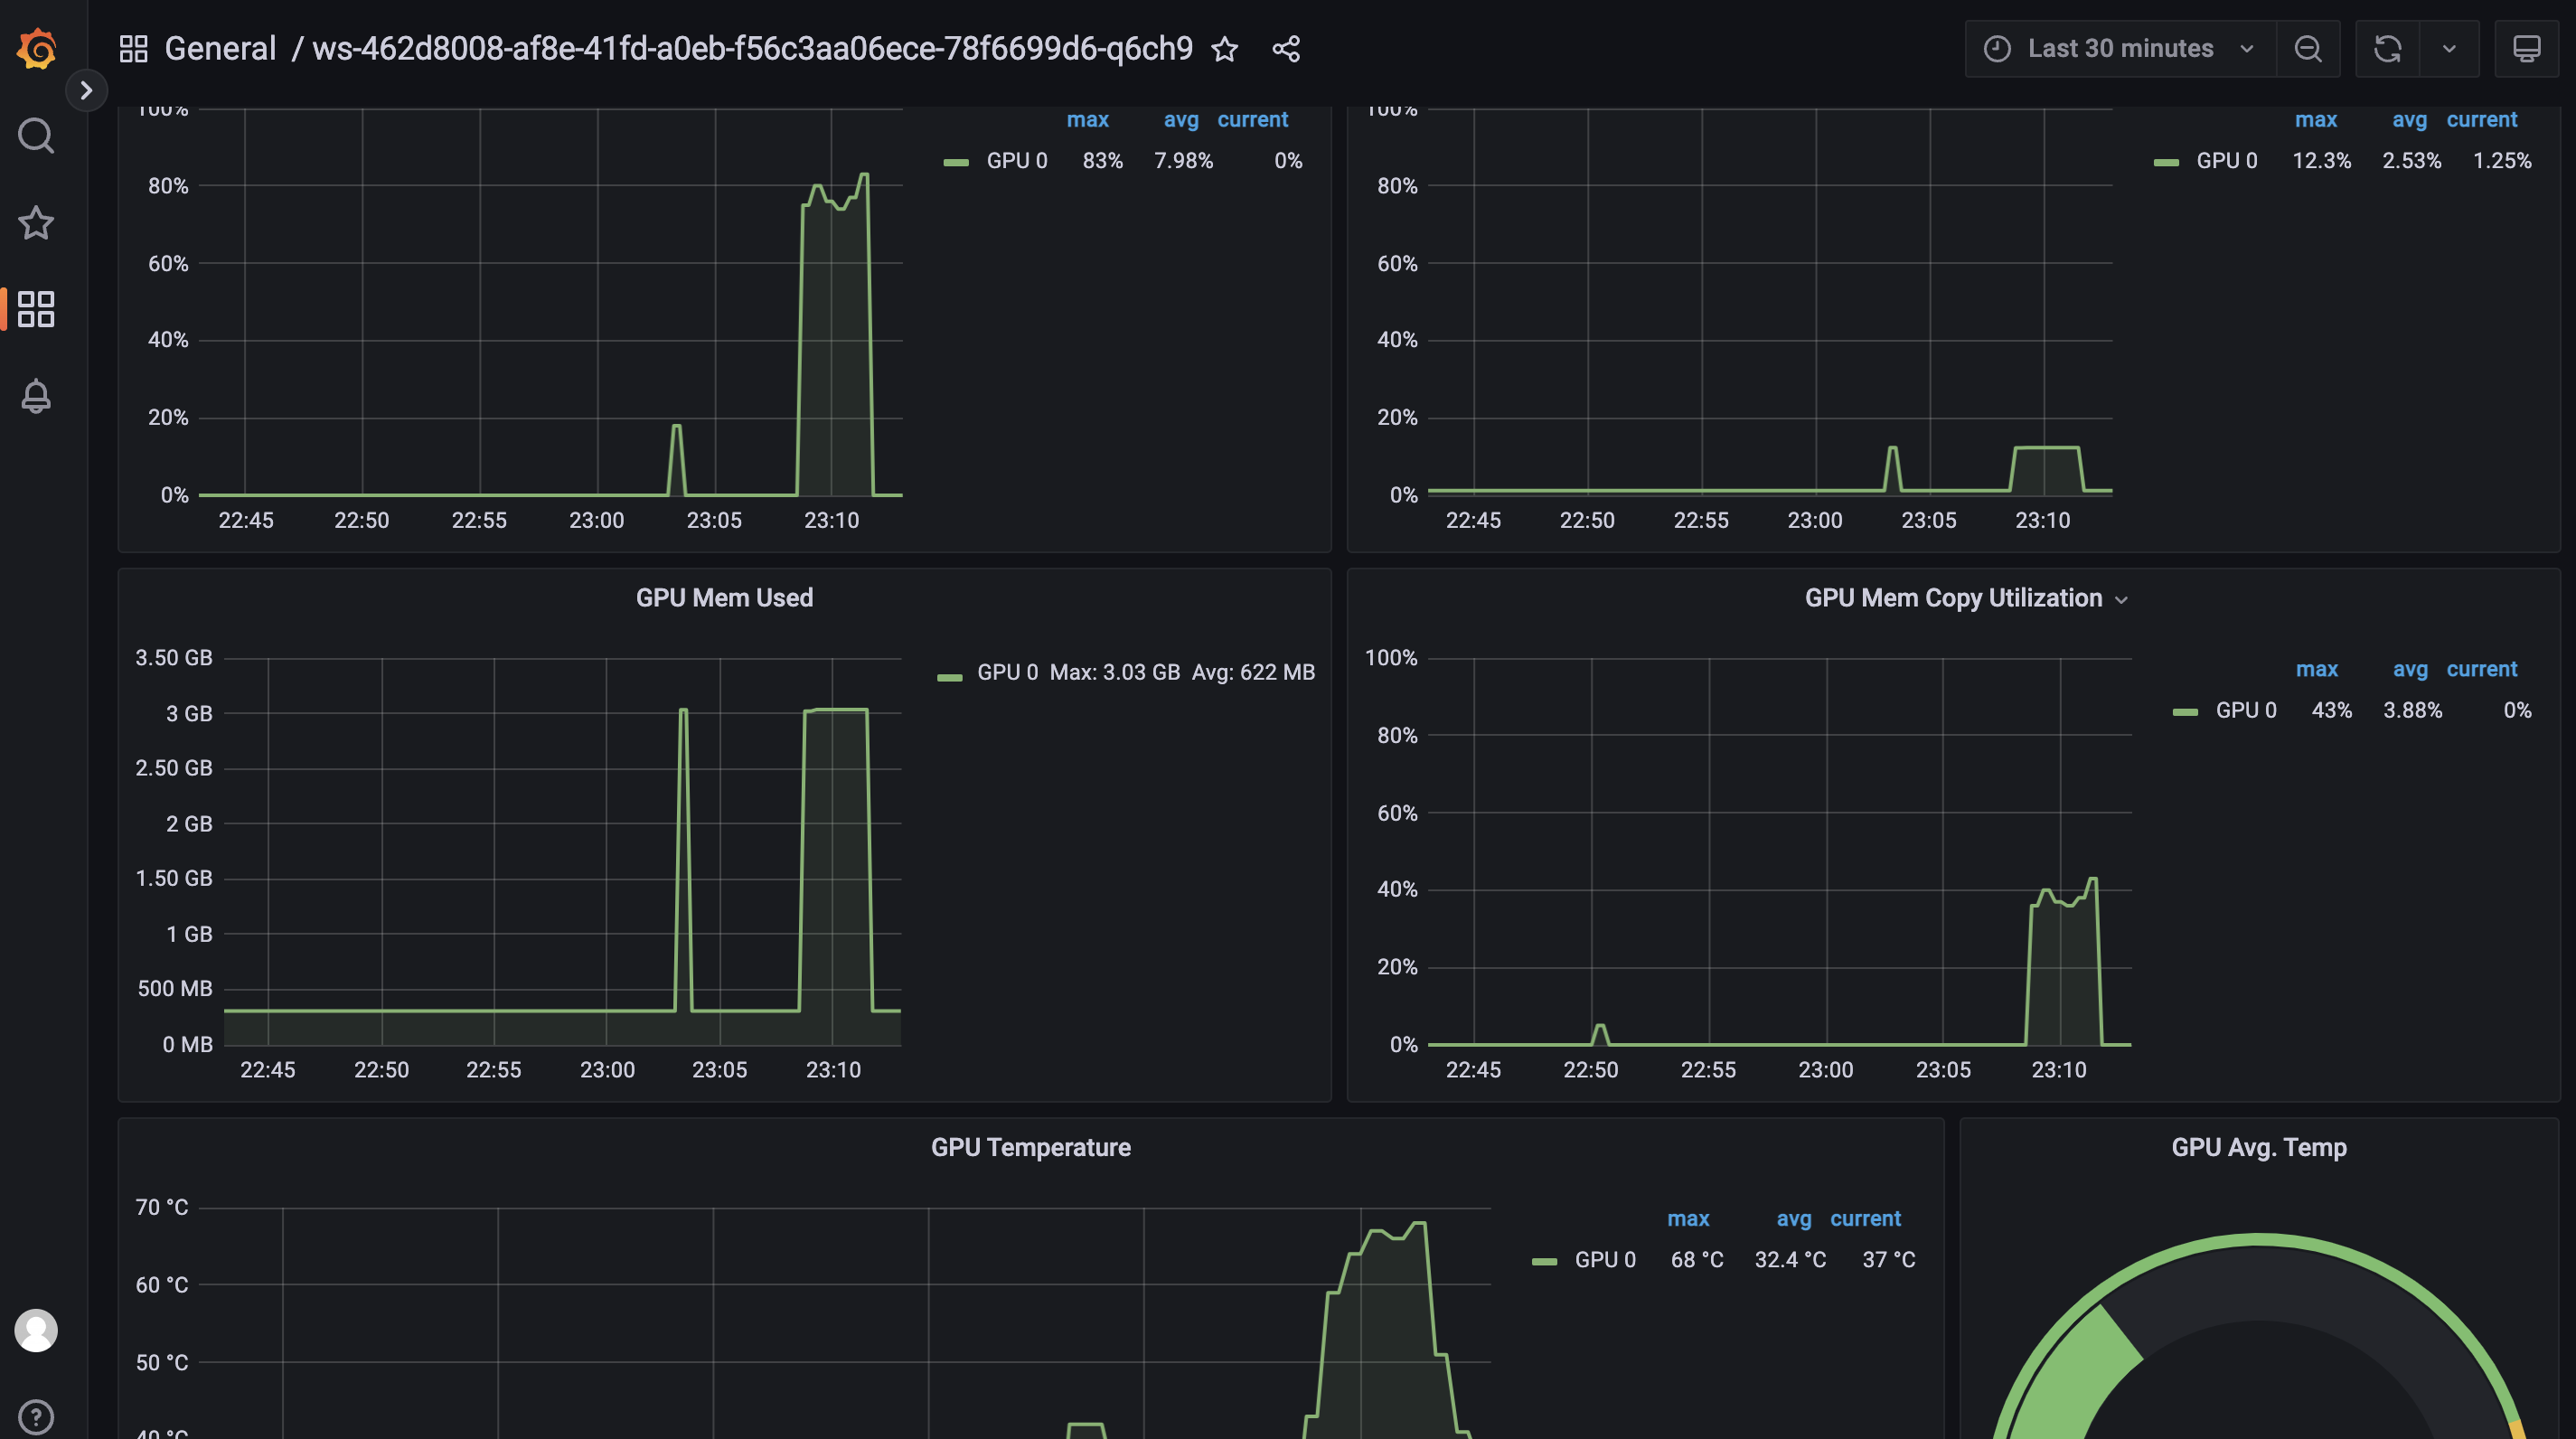 General / ws-462d8008-af8e-41fd-a0eb-f56c3aa06ece-78f6699d6-q6ch9
Last 30 minutes
100%
80%
60%
40%
20%
0%
22:45 22:50 22:55 23:00 23:05 23:10
max avg current
GPU 0 83% 7.98% 0%
100%
80%
60%
40%
20%
0%
22:45 22:50 22:55 23:00 23:05 23:10
max avg current
GPU 0 12.3% 2.53% 1.25%
GPU Mem Used
3.50 GB
3 GB
2.50 GB
2 GB
1.50 GB
1 GB
500 MB
0 MB
22:45 22:50 22:55 23:00 23:05 23:10
GPU 0 Max: 3.03 GB Avg: 622 MB
GPU Mem Copy Utilization
100%
80%
60%
40%
20%
0%
22:45 22:50 22:55 23:00 23:05 23:10
max avg current
GPU 0 43% 3.88% 0%
GPU Temperature
70 °C
60 °C
50 °C
40 °C
max avg current
GPU 0 68 °C 32.4 °C 37 °C
GPU Avg. Temp